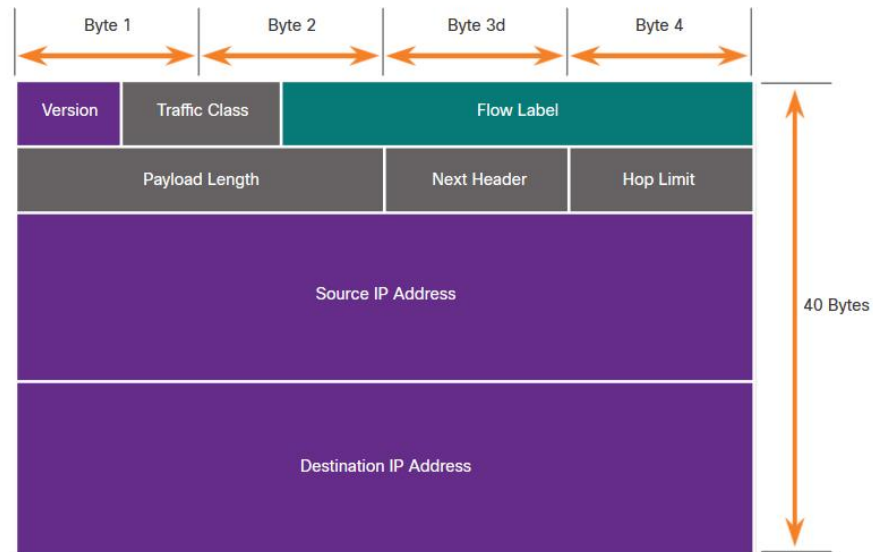 Byte 1 Byte 2 Byte 3d Byte 4
Version Traffic Class Flow Label
Payload Length Next Header Hop Limit
Source IP Address
40 Bytes
Destination IP Address